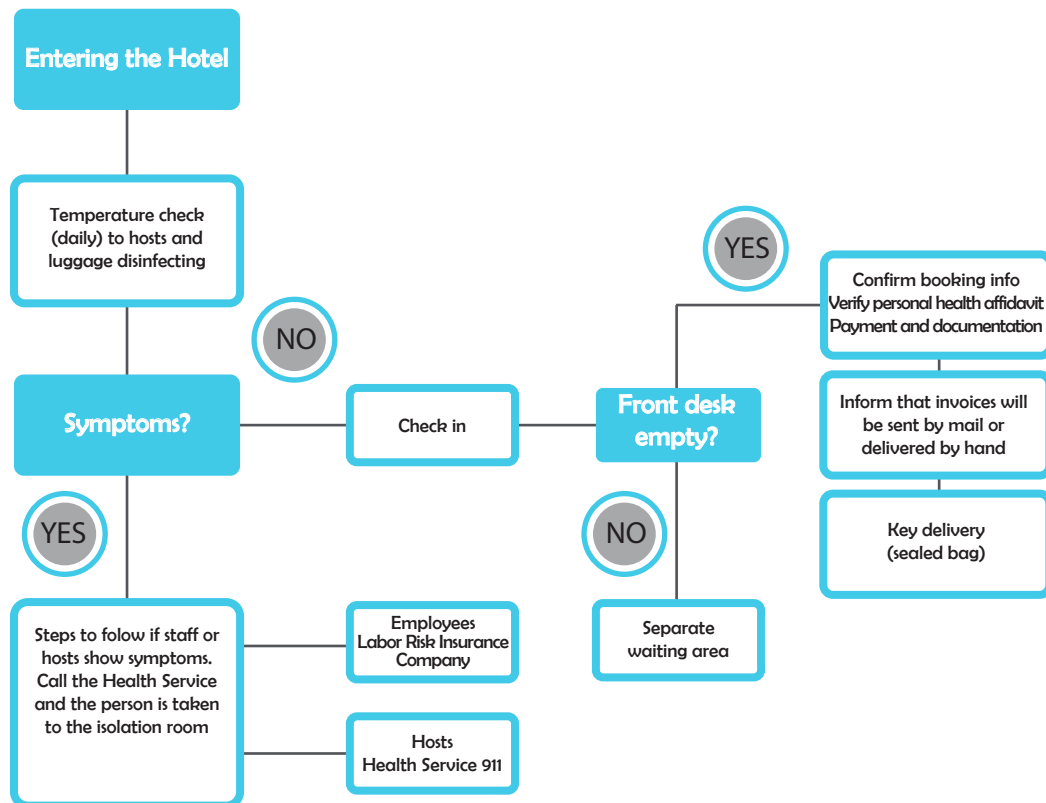 Entering the Hotel
Temperature check
(daily) to hosts and
luggage disinfecting
NO
Symptoms?
YES
Check in
Front desk
empty?
YES
Confirm booking info
Verify personal health affidavit
Payment and documentation
Inform that invoices will
be sent by mail or
delivered by hand
Key delivery
(sealed bag)
NO
Separate
waiting area
Steps to folow if staff or
hosts show symptoms.
Call the Health Service
and the person is taken
to the isolation room
Employees
Labor Risk Insurance
Company
Hosts
Health Service 911